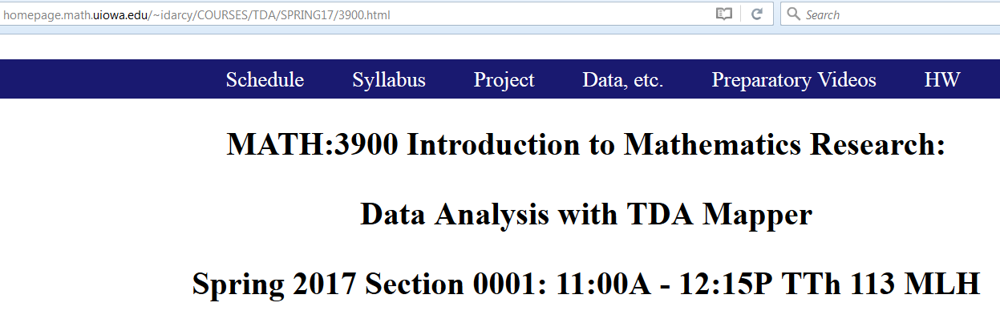 homepage.math.uiowa.edu/~idarcy/COURSES/TDA/SPRING17/3900.html Search
Schedule Syllabus Project Data, etc. Preparatory Videos HW
MATH:3900 Introduction to Mathematics Research:
Data Analysis with TDA Mapper
Spring 2017 Section 0001: 11:00A - 12:15P TTh 113 MLH